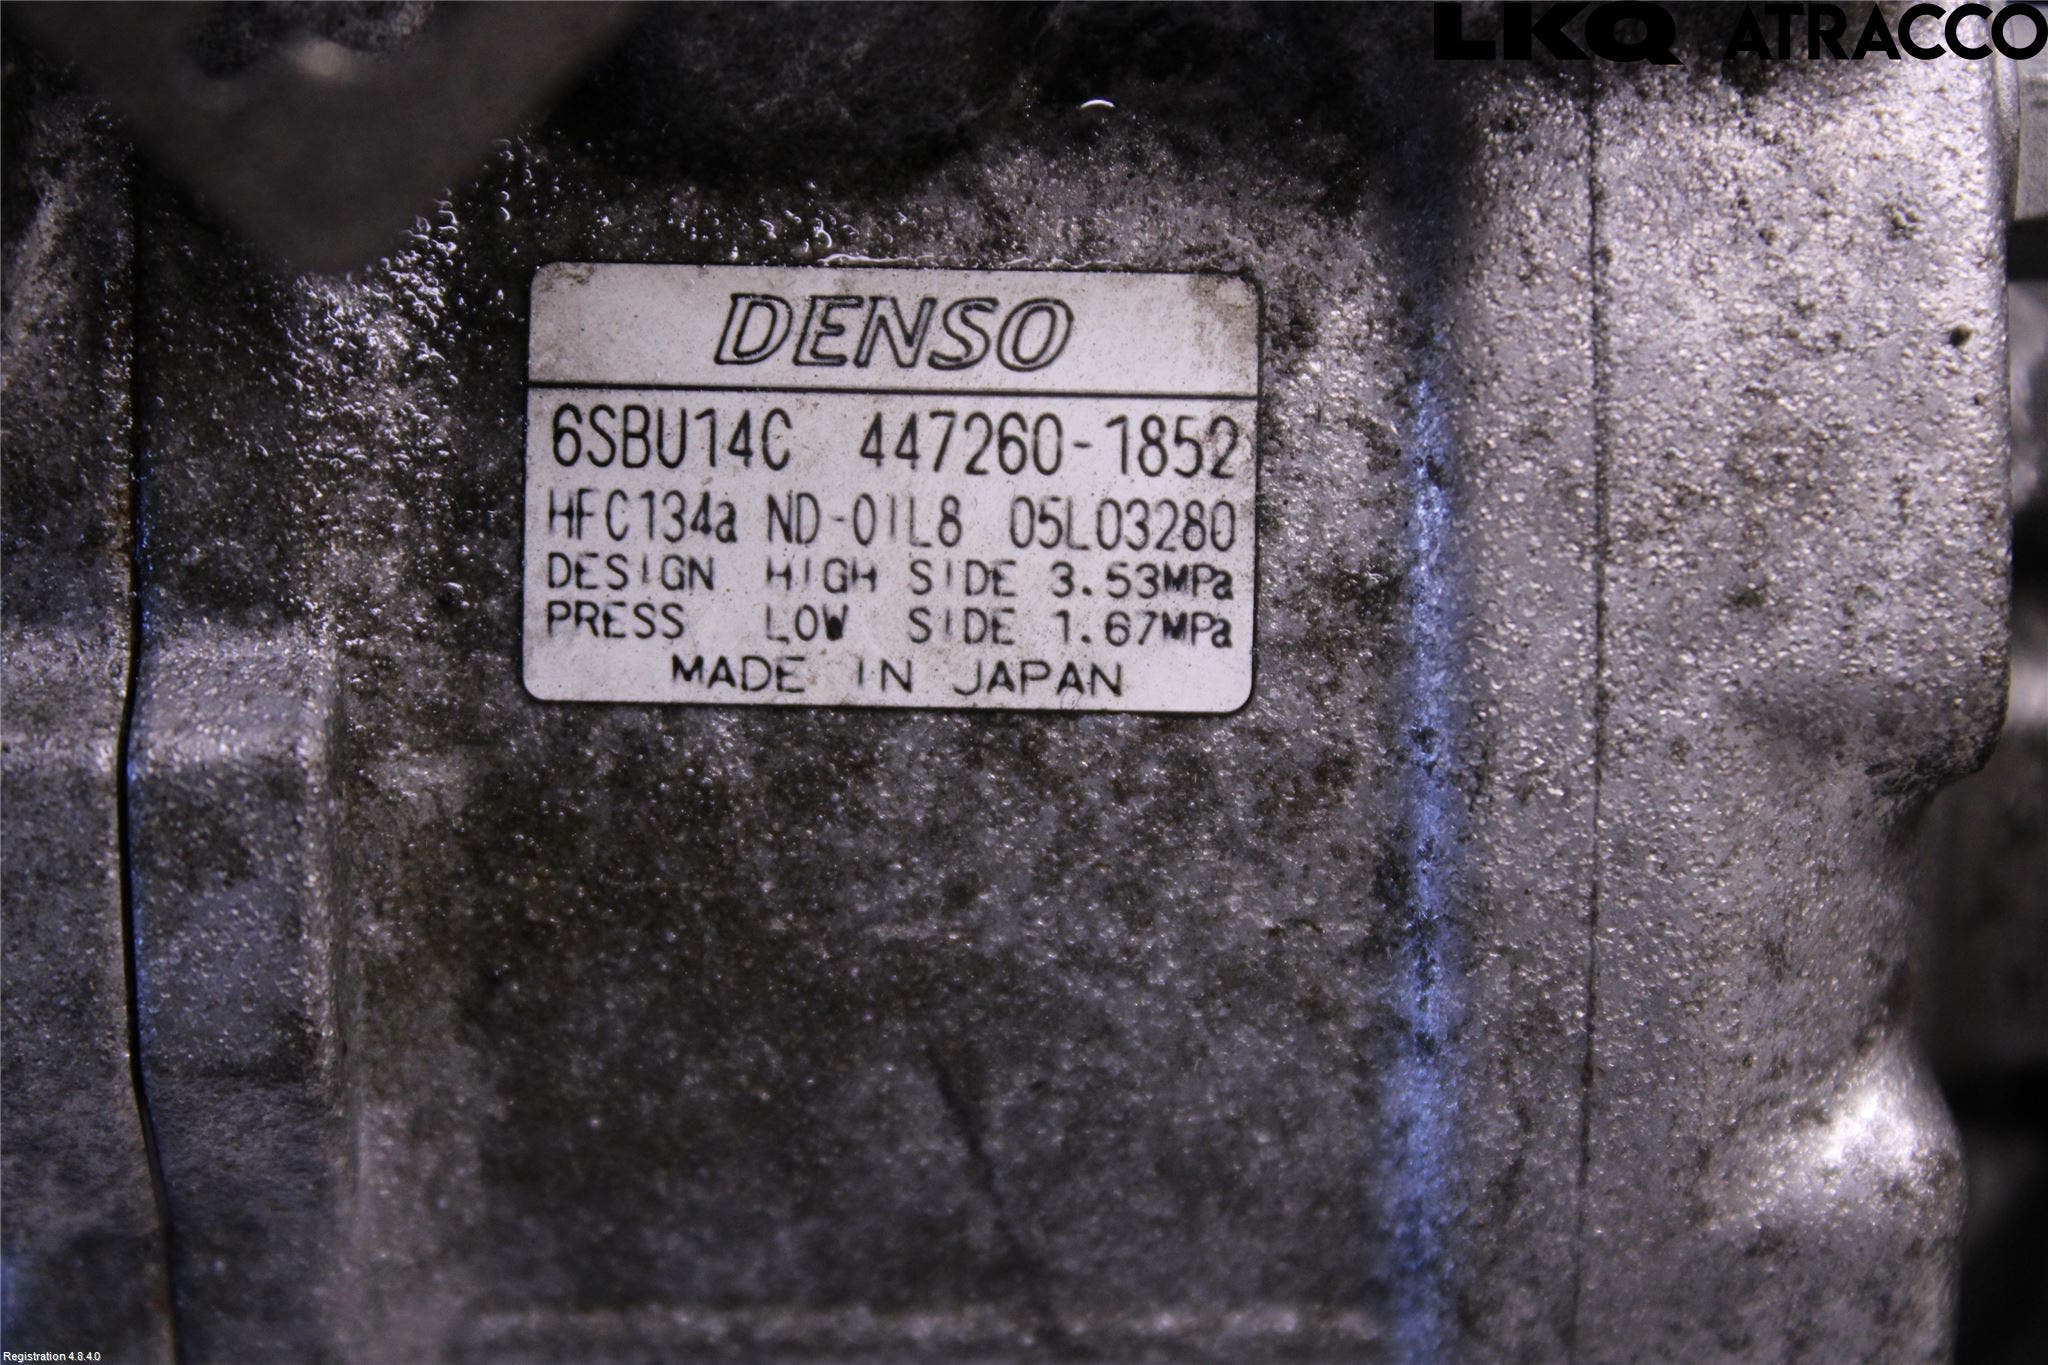 LKQ ATRACCO
DENSO
6SBU14C 447260-1852
HFC134a ND-OIL8 05L03280
DESIGN HIGH SIDE 3.53MPa
PRESS LOW SIDE 1.67MPa
MADE IN JAPAN
Registration 4.8.4.0